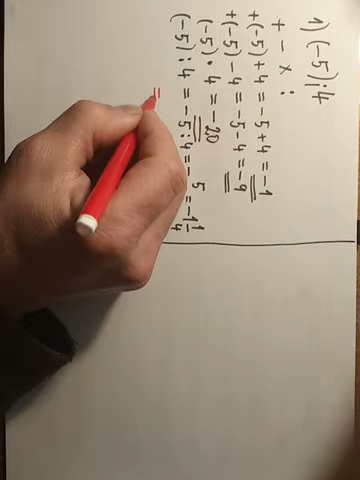 1) (-5); 4
+ - x :
+(-5)+4 = -5+4 = -1
+(-5)-4 = -5-4 = -9
(-5) · 4 = -20
(-5) : 4 = -5:4 = -5/4 = -1 1/4